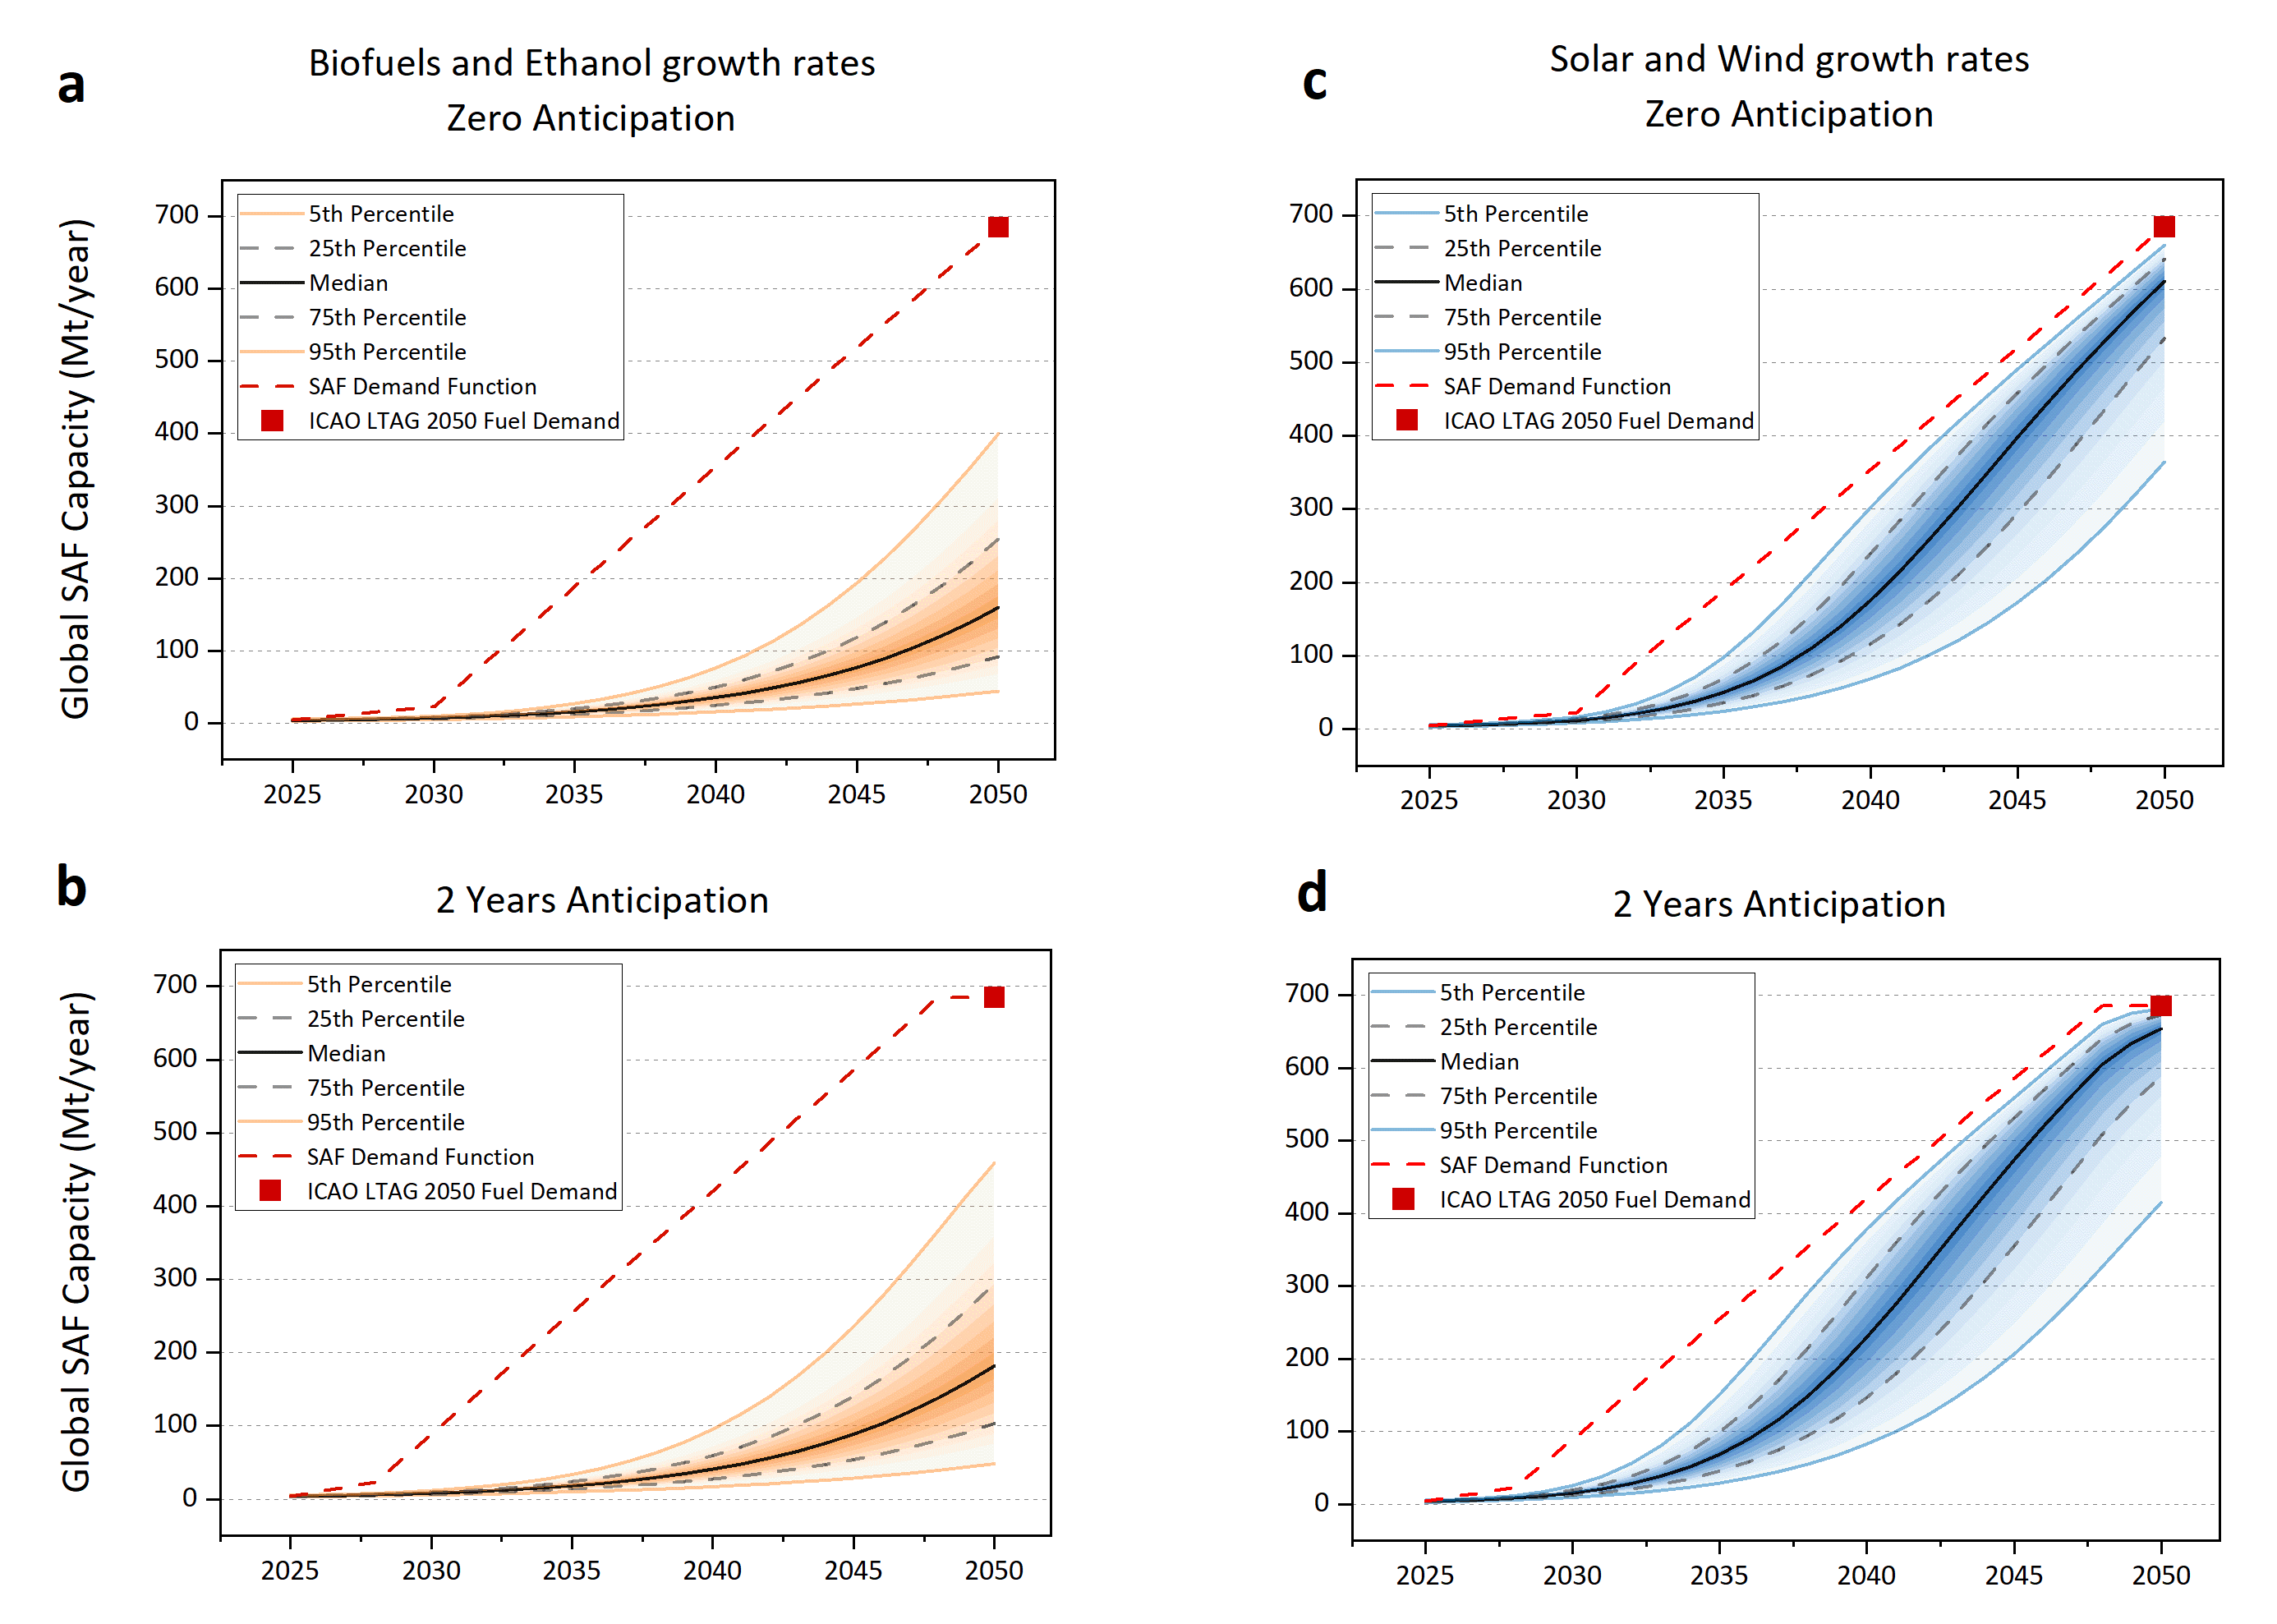 a
Biofuels and Ethanol growth rates
Zero Anticipation
Global SAF Capacity (Mt/year)
700
600
500
400
300
200
100
0
5th Percentile
25th Percentile
Median
75th Percentile
95th Percentile
SAF Demand Function
ICAO LTAG 2050 Fuel Demand
2025 2030 2035 2040 2045 2050
b
2 Years Anticipation
Global SAF Capacity (Mt/year)
700
600
500
400
300
200
100
0
5th Percentile
25th Percentile
Median
75th Percentile
95th Percentile
SAF Demand Function
ICAO LTAG 2050 Fuel Demand
2025 2030 2035 2040 2045 2050
c
Solar and Wind growth rates
Zero Anticipation
700
600
500
400
300
200
100
0
5th Percentile
25th Percentile
Median
75th Percentile
95th Percentile
SAF Demand Function
ICAO LTAG 2050 Fuel Demand
2025 2030 2035 2040 2045 2050
d
2 Years Anticipation
700
600
500
400
300
200
100
0
5th Percentile
25th Percentile
Median
75th Percentile
95th Percentile
SAF Demand Function
ICAO LTAG 2050 Fuel Demand
2025 2030 2035 2040 2045 2050